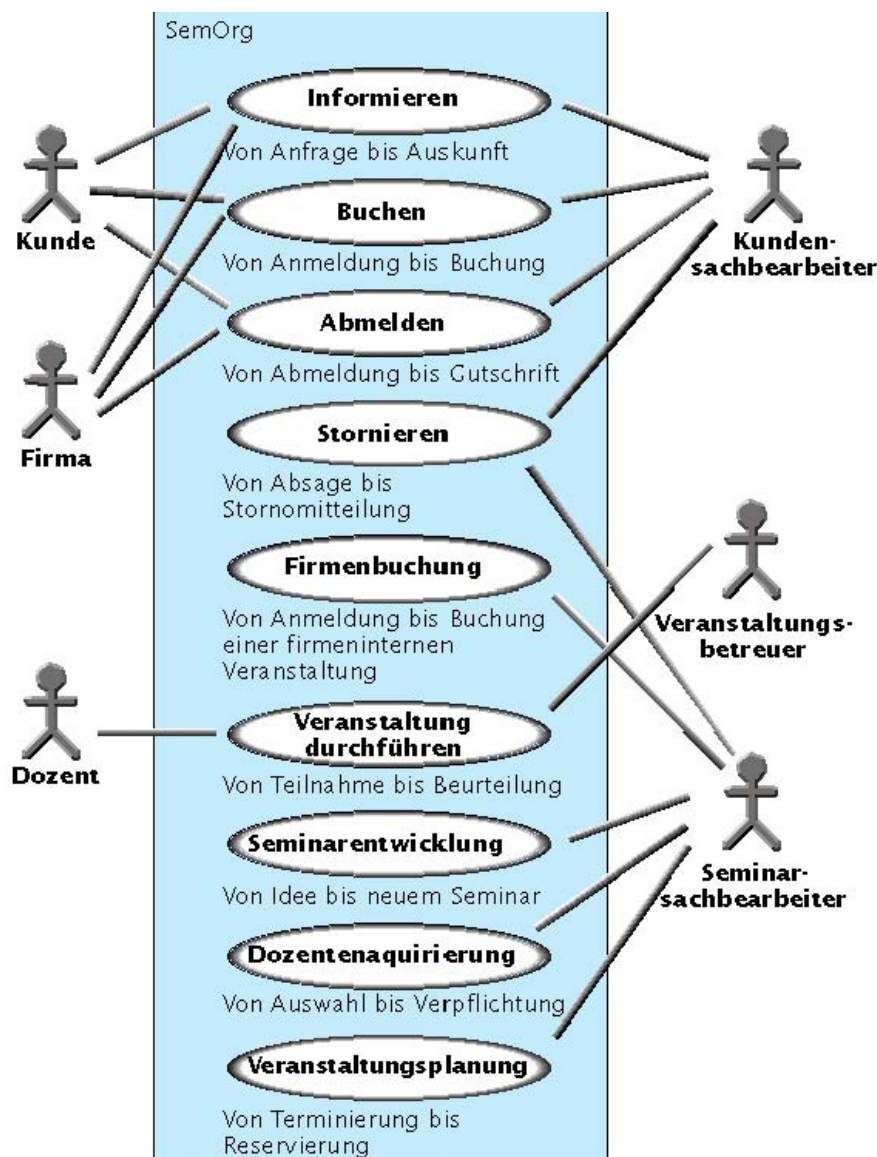 SemOrg
Informieren
Von Anfrage bis Auskunft
Kunde
Kunden-
sachbearbeiter
Buchen
Von Anmeldung bis Buchung
Abmelden
Von Abmeldung bis Gutschrift
Firma
Stornieren
Von Absage bis
Stornomitteilung
Firmenbuchung
Von Anmeldung bis Buchung
einer firmeninternen
Veranstaltung
Veranstaltungs-
betreuer
Veranstaltung
durchführen
Von Teilnahme bis Beurteilung
Dozent
Seminarentwicklung
Von Idee bis neuem Seminar
Seminar-
sachbearbeiter
Dozentenaquirierung
Von Auswahl bis Verpflichtung
Veranstaltungsplanung
Von Terminierung bis
Reservierung